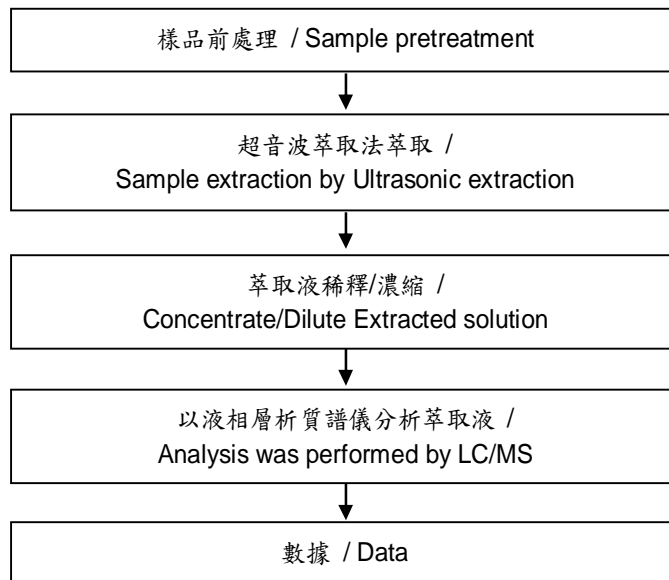 樣品前處理 / Sample pretreatment
超音波萃取法萃取 /
Sample extraction by Ultrasonic extraction
萃取液稀釋/濃縮 /
Concentrate/Dilute Extracted solution
以液相層析質譜儀分析萃取液 /
Analysis was performed by LC/MS
數據 / Data